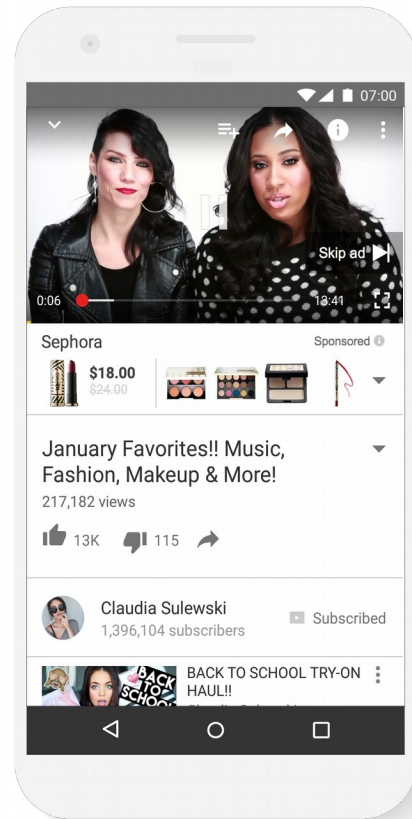 07:00
Skip ad
0:06
13:41
Sephora
Sponsored
$18.00
$24.00
January Favorites!! Music,
Fashion, Makeup & More!
217,182 views
13K
115
Claudia Sulewski
1,396,104 subscribers
Subscribed
BACK TO SCHOOL
BACK TO SCHOOL TRY-ON
HAUL!!